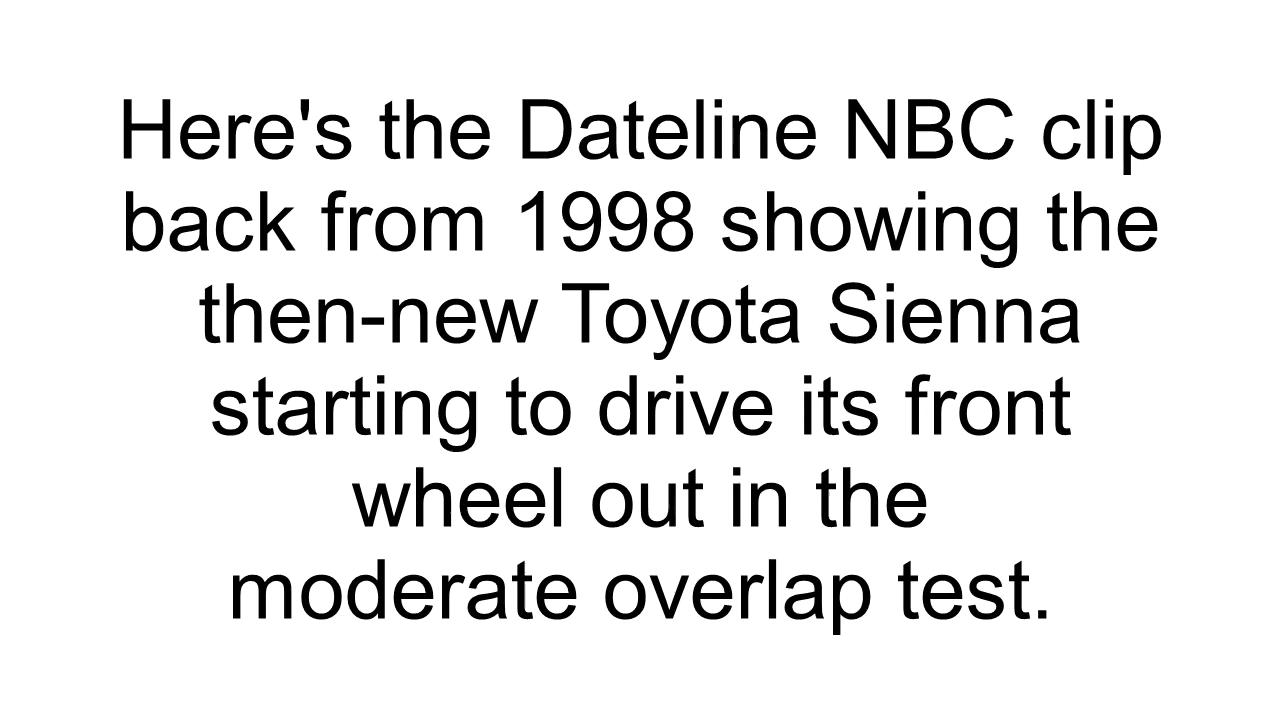 Here's the Dateline NBC clip
back from 1998 showing the
then-new Toyota Sienna
starting to drive its front
wheel out in the
moderate overlap test.